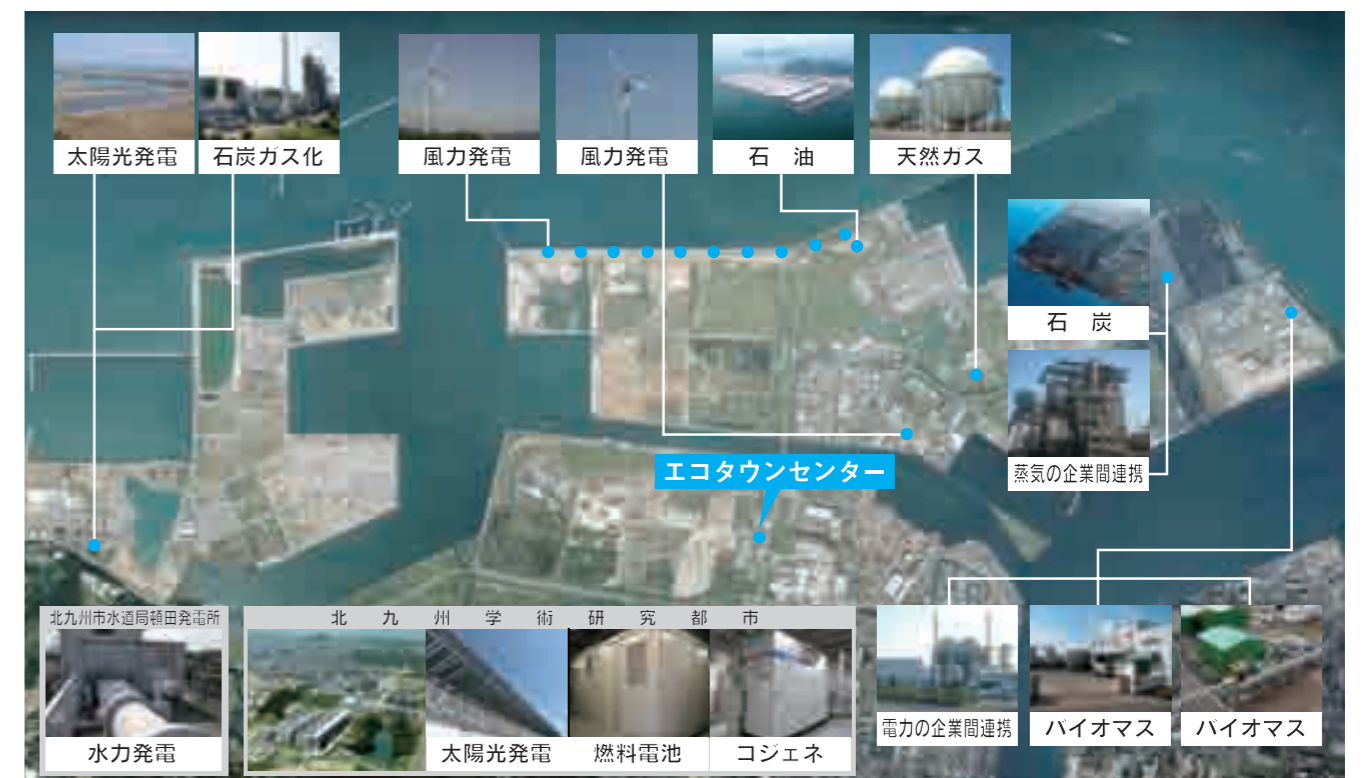 太陽光発電
石炭ガス化
風力発電
風力発電
石　油
天然ガス
石　炭
蒸気の企業間連携
エコタウンセンター
北九州市水道局頓田発電所
水力発電
北九州学術研究都市
太陽光発電
燃料電池
コジェネ
電力の企業間連携
バイオマス
バイオマス